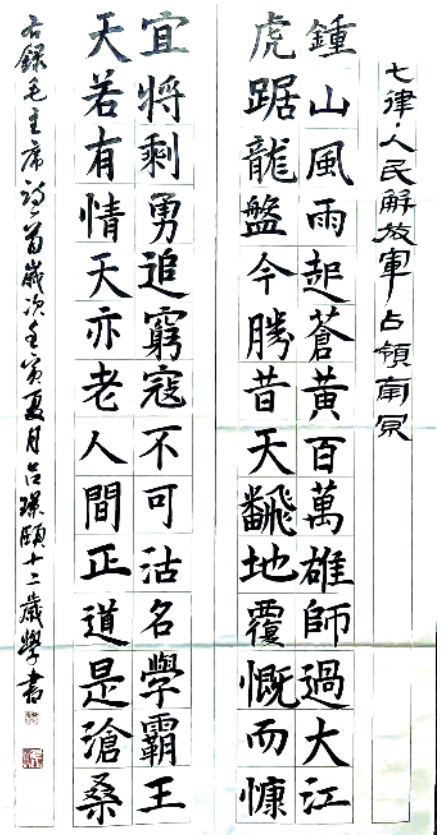 七律·人民解放軍占領南京
鍾山風雨起蒼黃百萬雄師過大江
虎踞龍盤今勝昔天飜地覆慨而慷
宜將剩勇追窮寇不可沽名學霸王
天若有情天亦老人間正道是滄桑
右錄毛主席詩一首歲次壬寅夏月呂璟頤十二歲學書